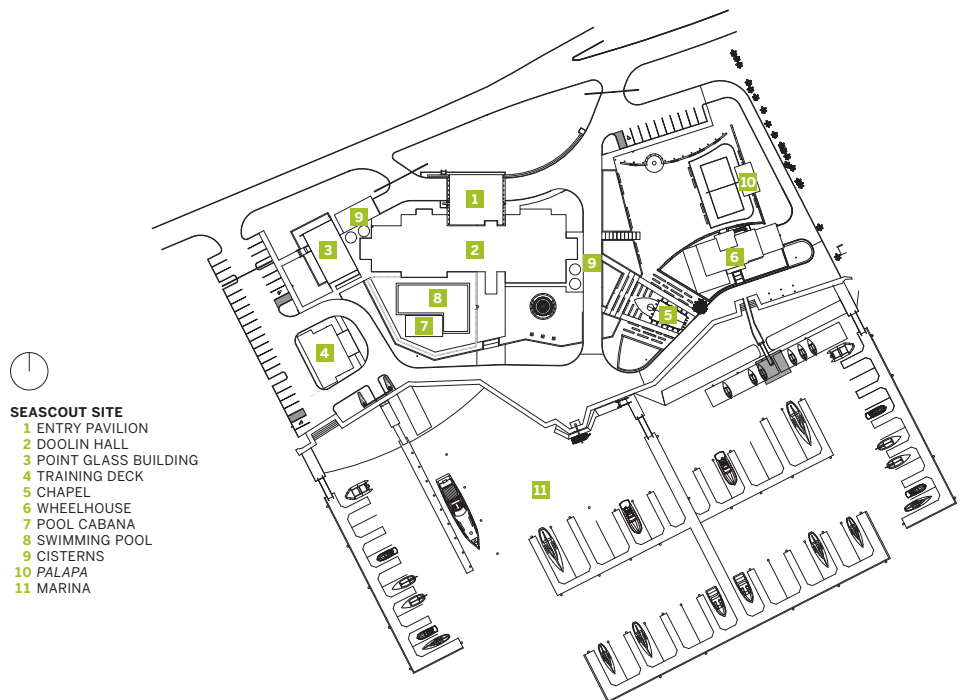 10
1
9
3
2
6
9
8
5
7
4
SEASCOUT SITE
1 ENTRY PAVILION
2 DOOLIN HALL
3 POINT GLASS BUILDING
4 TRAINING DECK
5 CHAPEL
6 WHEELHOUSE
7 POOL CABANA
8 SWIMMING POOL
9 CISTERNS
10 PALAPA
11 MARINA
11